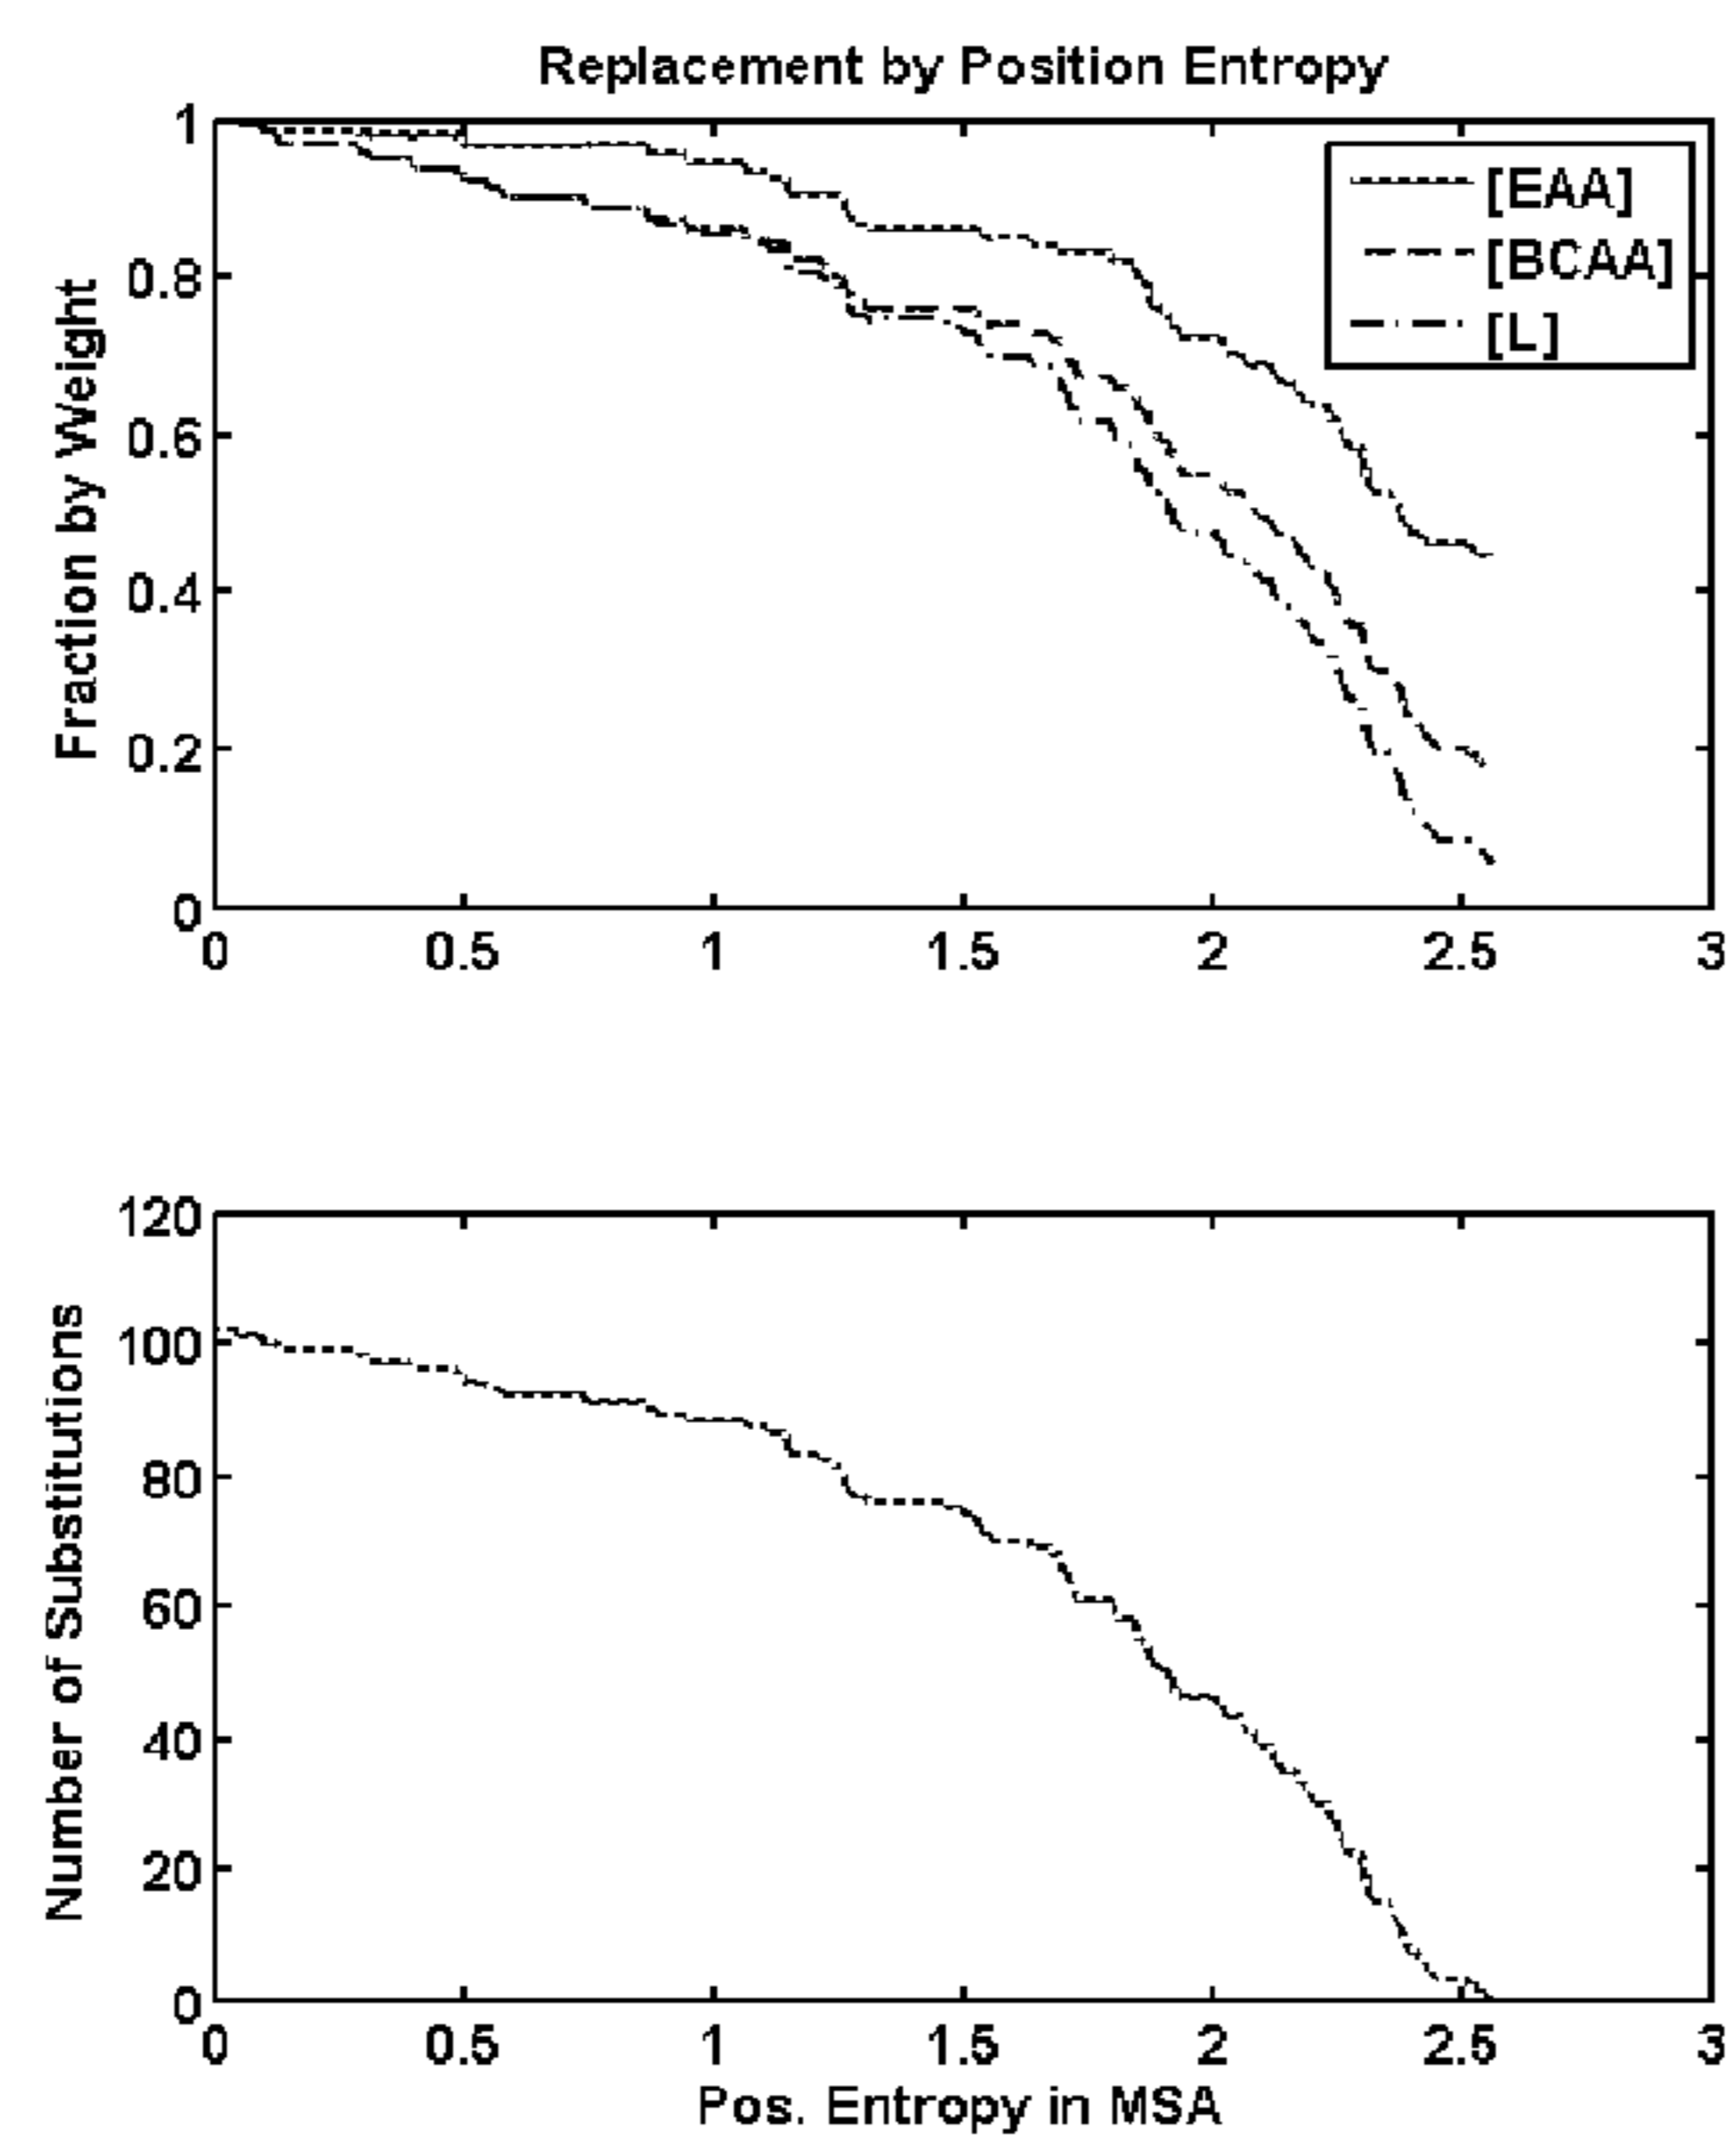 Replacement by Position Entropy
Fraction by Weight
1
0.8
0.6
0.4
0.2
0
0 0.5 1 1.5 2 2.5 3
[EAA]
[BCAA]
[L]
Number of Substitutions
120
100
80
60
40
20
0
0 0.5 1 1.5 2 2.5 3
Pos. Entropy in MSA